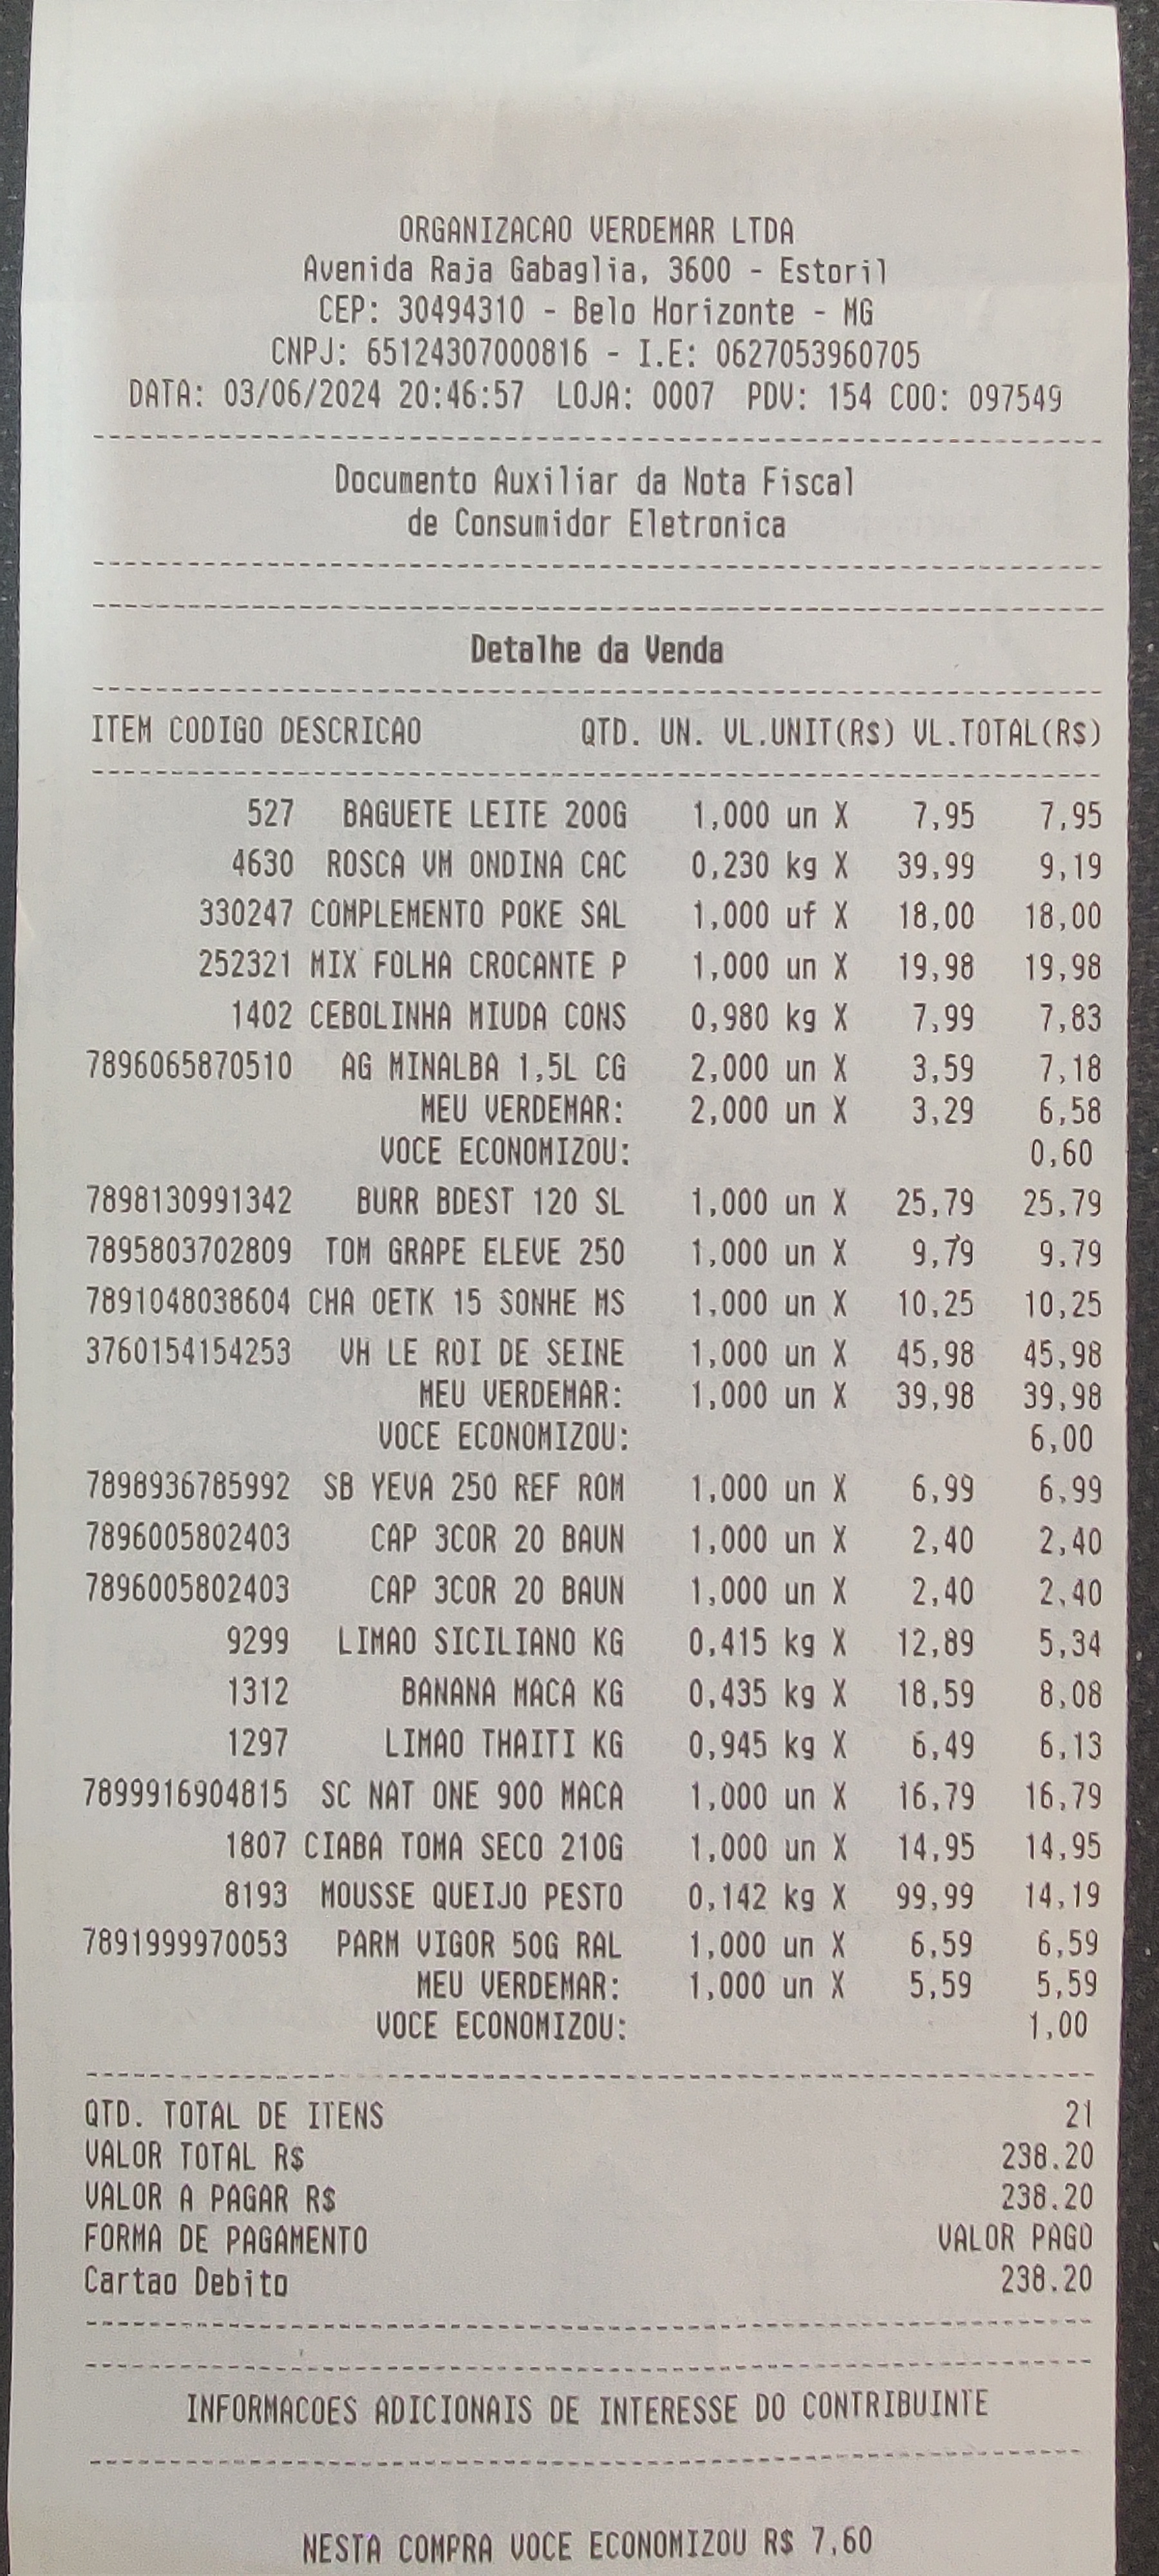 ORGANIZACAO VERDEMAR LTDA
Avenida Raja Gabaglia, 3600 - Estoril
CEP: 30494310 - Belo Horizonte - MG
CNPJ: 65124307000816 - I.E: 0627053960705
DATA: 03/06/2024 20:46:57 LOJA: 0007 PDV: 154 COO: 097549
Documento Auxiliar da Nota Fiscal
de Consumidor Eletronica
Detalhe da Venda
ITEM CODIGO DESCRICAO QTD. UN. VL.UNIT(R$) VL.TOTAL(R$)
527 BAGUETE LEITE 200G 1,000 un X 7,95 7,95
4630 ROSCA VM ONDINA CAC 0,230 kg X 39,99 9,19
330247 COMPLEMENTO POKE SAL 1,000 uf X 18,00 18,00
252321 MIX FOLHA CROCANTE P 1,000 un X 19,98 19,98
1402 CEBOLINHA MIUDA CONS 0,980 kg X 7,99 7,83
7896065870510 AG MINALBA 1,5L CG 2,000 un X 3,59 7,18
MEU VERDEMAR: 2,000 un X 3,29 6,58
VOCE ECONOMIZOU: 0,60
7898130991342 BURR BDEST 120 SL 1,000 un X 25,79 25,79
7895803702809 TOM GRAPE ELEVE 250 1,000 un X 9,79 9,79
7891048038604 CHA OETK 15 SONHE MS 1,000 un X 10,25 10,25
3760154154253 VH LE ROI DE SEINE 1,000 un X 45,98 45,98
MEU VERDEMAR: 1,000 un X 39,98 39,98
VOCE ECONOMIZOU: 6,00
7898936785992 SB YEVA 250 REF ROM 1,000 un X 6,99 6,99
7896005802403 CAP 3COR 20 BAUN 1,000 un X 2,40 2,40
7896005802403 CAP 3COR 20 BAUN 1,000 un X 2,40 2,40
9299 LIMAO SICILIANO KG 0,415 kg X 12,89 5,34
1312 BANANA MACA KG 0,435 kg X 18,59 8,08
1297 LIMAO THAITI KG 0,945 kg X 6,49 6,13
7899916904815 SC NAT ONE 900 MACA 1,000 un X 16,79 16,79
1807 CIABA TOMA SECO 210G 1,000 un X 14,95 14,95
8193 MOUSSE QUEIJO PESTO 0,142 kg X 99,99 14,19
7891999970053 PARM VIGOR 50G RAL 1,000 un X 6,59 6,59
MEU VERDEMAR: 1,000 un X 5,59 5,59
VOCE ECONOMIZOU: 1,00
QTD. TOTAL DE ITENS 21
VALOR TOTAL R$ 238.20
VALOR A PAGAR R$ 238.20
FORMA DE PAGAMENTO VALOR PAGO
Cartao Debito 238.20
INFORMACOES ADICIONAIS DE INTERESSE DO CONTRIBUINTE
NESTA COMPRA VOCE ECONOMIZOU R$ 7,60